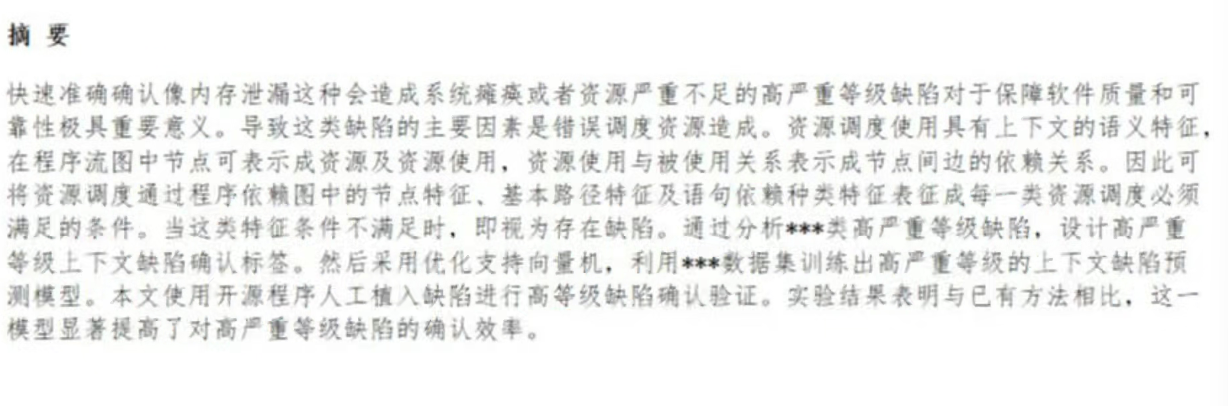 摘 要
快速准确确认像内存泄漏这种会造成系统瘫痪或者资源严重不足的高严重等级缺陷对于保障软件质量和可
靠性极具重要意义。导致这类缺陷的主要因素是错误调度资源造成。资源调度使用具有上下文的语义特征，
在程序流图中节点可表示成资源及资源使用，资源使用与被使用关系表示成节点间边的依赖关系。因此可
将资源调度通过程序依赖图中的节点特征、基本路径特征及语句依赖种类特征表征成每一类资源调度必须
满足的条件。当这类特征条件不满足时，即视为存在缺陷。通过分析***类高严重等级缺陷，设计高严重
等级上下文缺陷确认标签。然后采用优化支持向量机，利用***数据集训练出高严重等级的上下文缺陷预
测模型。本文使用开源程序人工植入缺陷进行高等级缺陷确认验证。实验结果表明与已有方法相比，这一
模型显著提高了对高严重等级缺陷的确认效率。